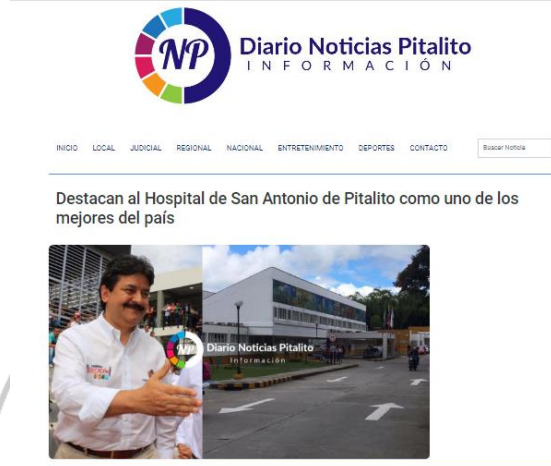 NP
Diario Noticias Pitalito
INFORMACIÓN
INICIO LOCAL JUDICIAL REGIONAL NACIONAL ENTRETENIMIENTO DEPORTES CONTACTO Buscar Noticia
Destacan al Hospital de San Antonio de Pitalito como uno de los
mejores del país
NP Diario Noticias Pitalito
Información